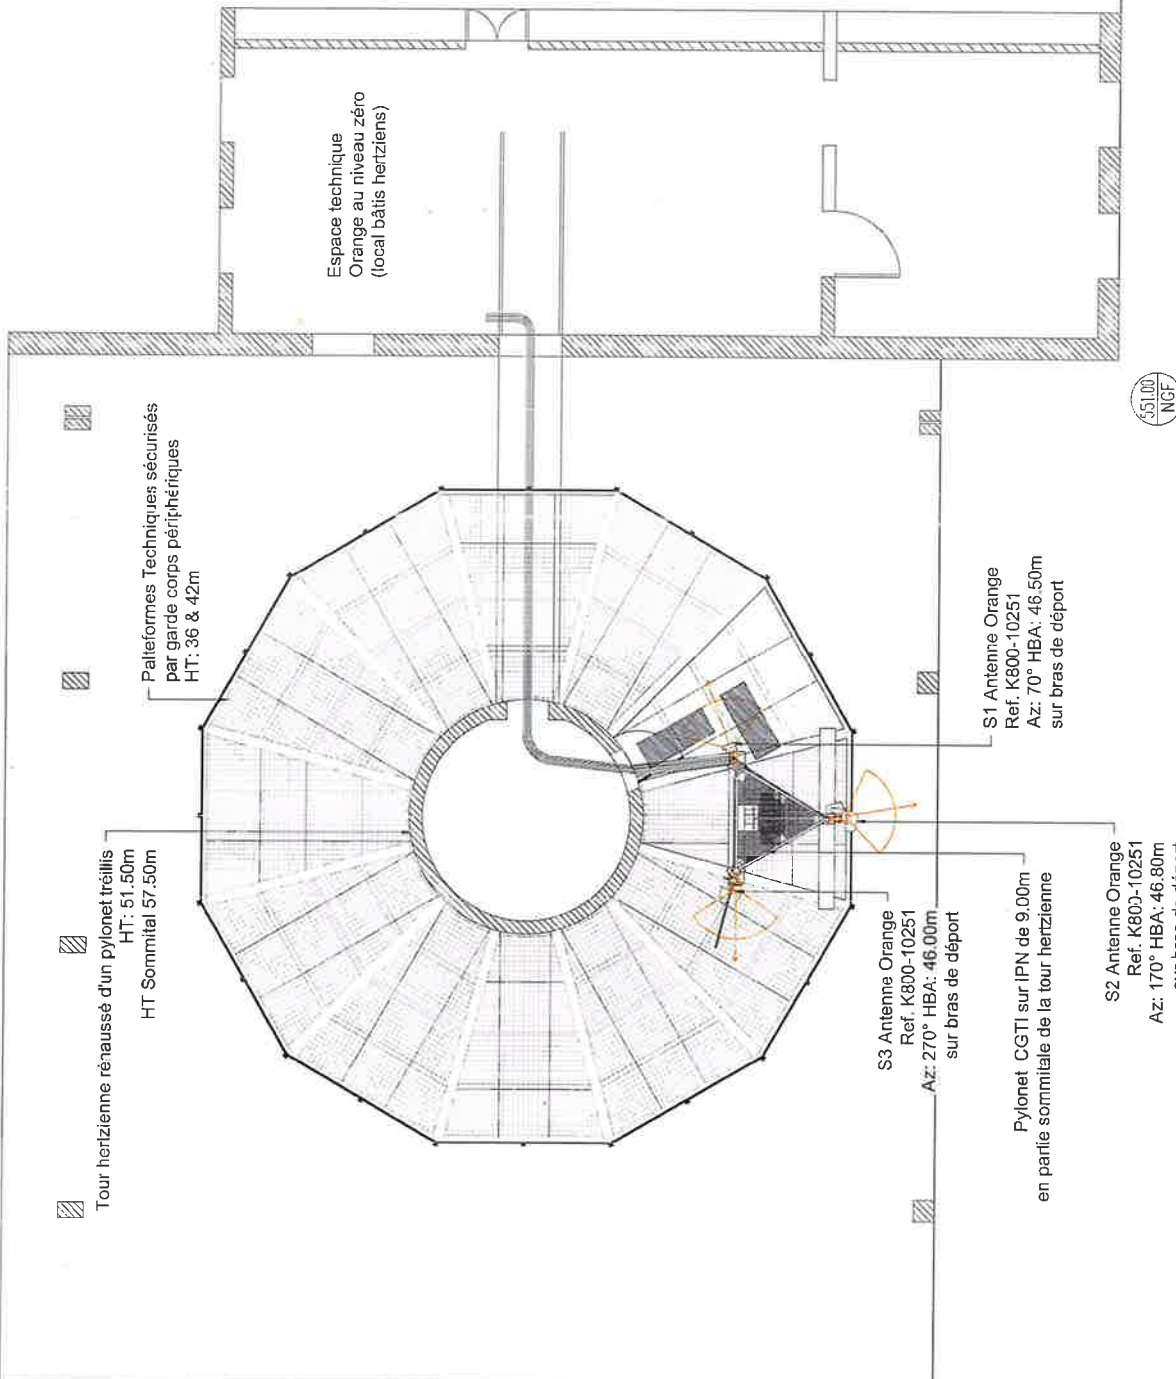 Espace technique
Orange au niveau zéro
(local bâtis hertziens)
Palteformes Techniques sécurisés
par garde corps périphériques
HT: 36 & 42m
Tour hertzienne réhaussé d'un pylonet tréillis
HT: 51.50m
HT Sommital 57.50m
551.00
NGF
S1 Antenne Orange
Ref. K800-10251
Az: 70° HBA: 46.50m
sur bras de déport
S3 Antenne Orange
Ref. K800-10251
Az: 270° HBA: 46.00m
sur bras de déport
Pylonet CGTI sur IPN de 9.00m
en partie sommitale de la tour hertzienne
S2 Antenne Orange
Ref. K800-10251
Az: 170° HBA: 46.80m